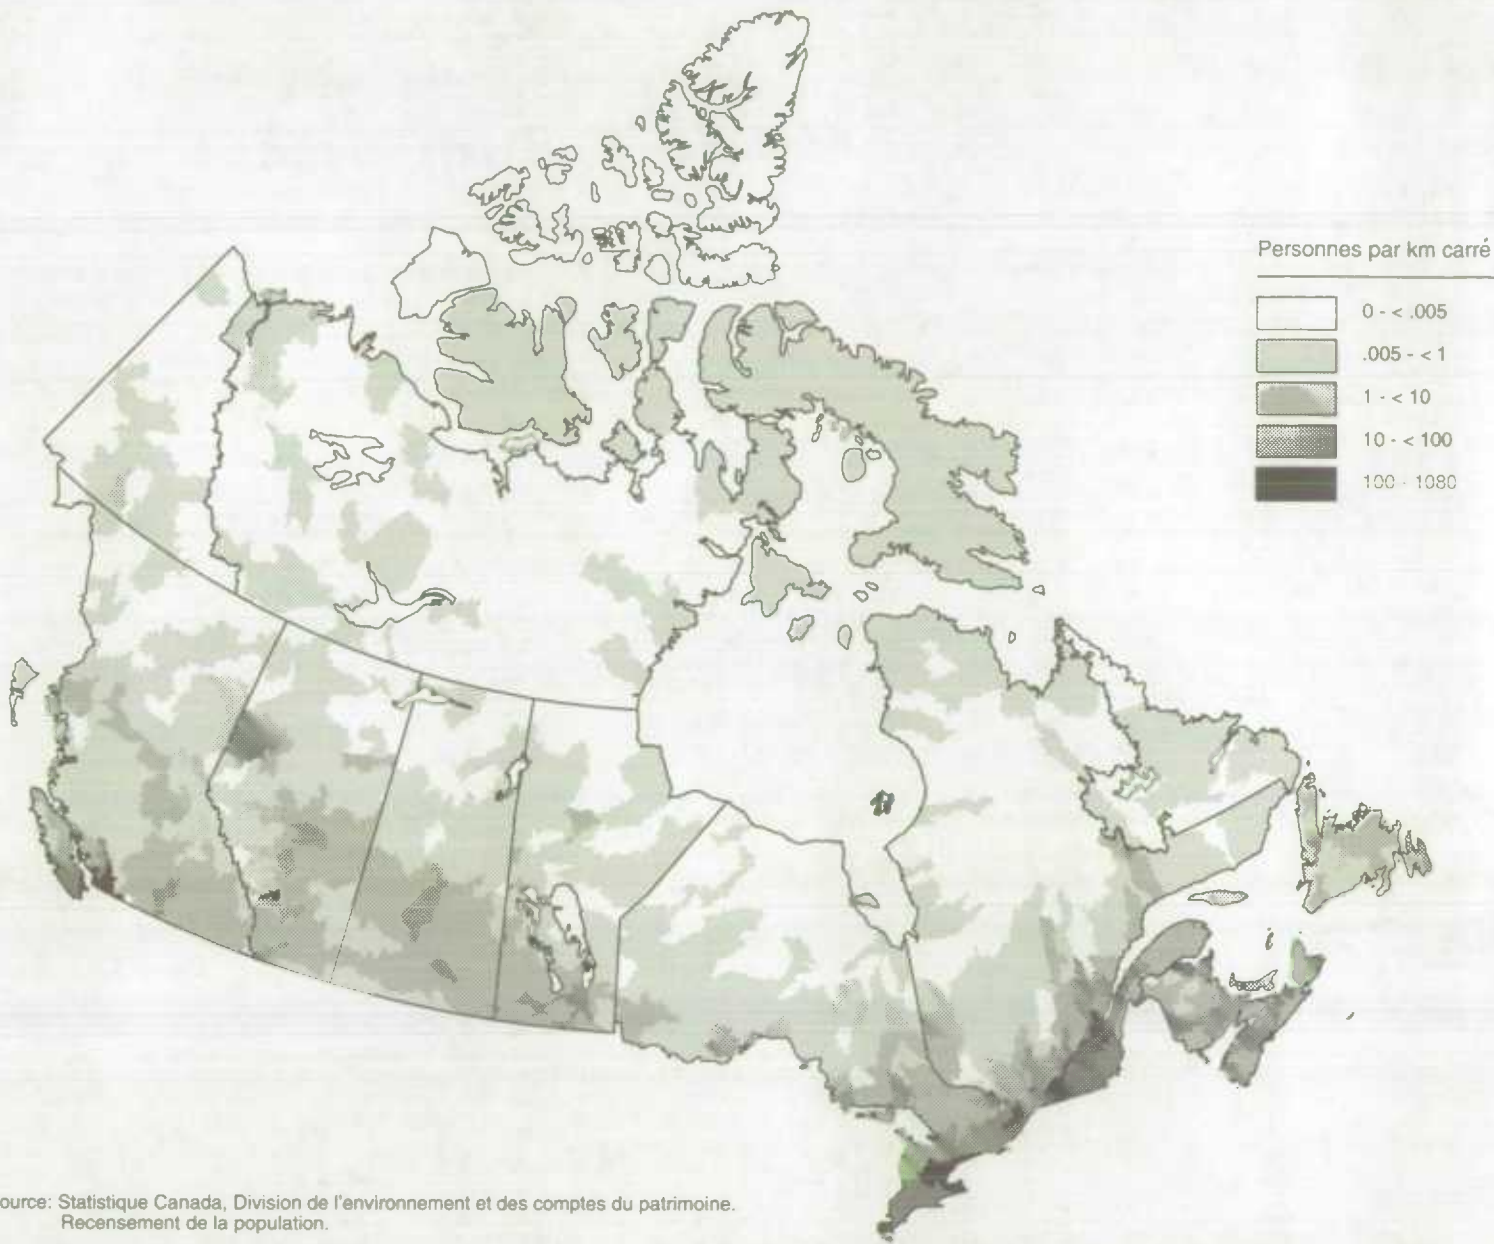 Personnes par km carré
0 - < .005
.005 - < 1
1 - < 10
10 - < 100
100 - 1080
ource: Statistique Canada, Division de l'environnement et des comptes du patrimoine.
Recensement de la population.